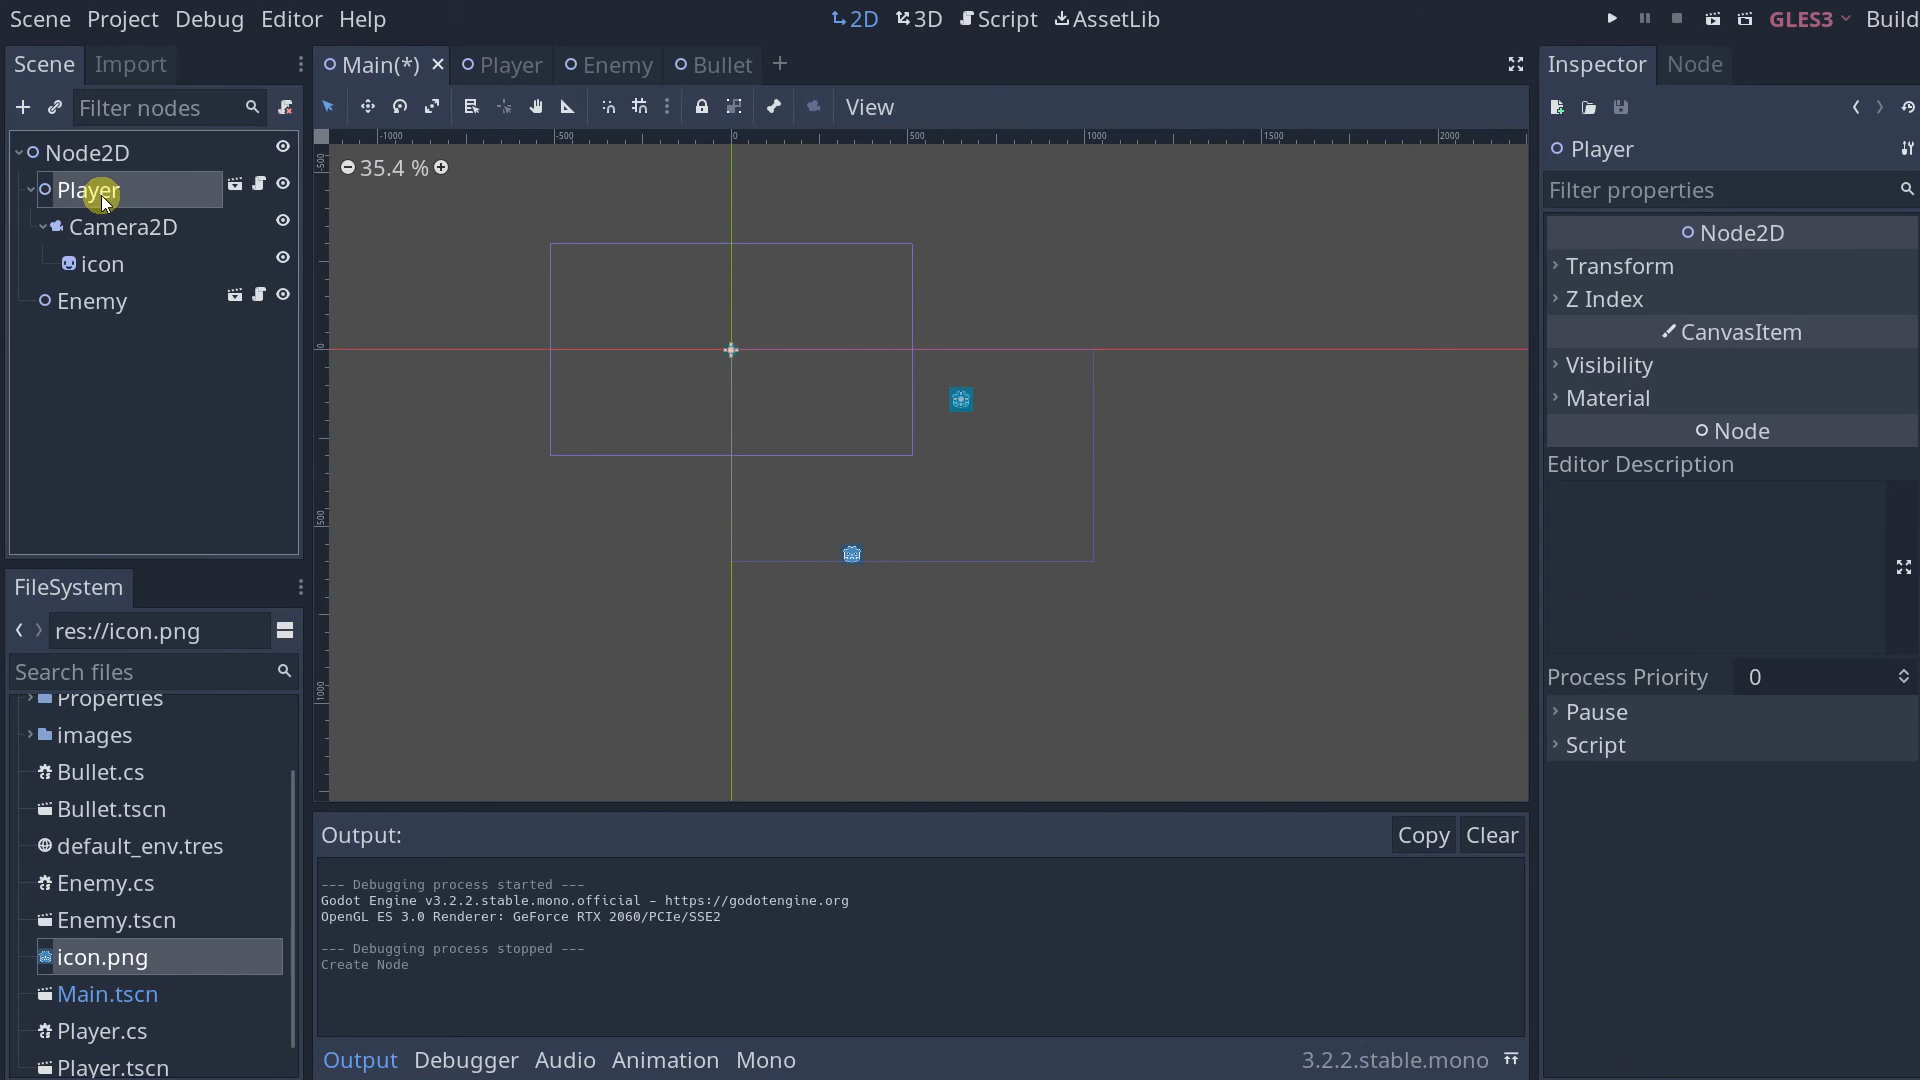 Scene Project Debug Editor Help
2D 3D Script AssetLib
GLES3 Build
Scene Import
Filter nodes
Node2D
Player
Camera2D
icon
Enemy
FileSystem
res://icon.png
Search files
Properties
images
Bullet.cs
Bullet.tscn
default_env.tres
Enemy.cs
Enemy.tscn
icon.png
Main.tscn
Player.cs
Player.tscn
Main(*) Player Enemy Bullet
View
-1000 -500 0 500 1000 1500 2000
-500
0
500
1000
35.4 %
Output:
Copy Clear
--- Debugging process started ---
Godot Engine v3.2.2.stable.mono.official - https://godotengine.org
OpenGL ES 3.0 Renderer: GeForce RTX 2060/PCIe/SSE2
--- Debugging process stopped ---
Create Node
Output Debugger Audio Animation Mono
3.2.2.stable.mono
Inspector Node
Player
Filter properties
Node2D
Transform
Z Index
CanvasItem
Visibility
Material
Node
Editor Description
Process Priority 0
Pause
Script